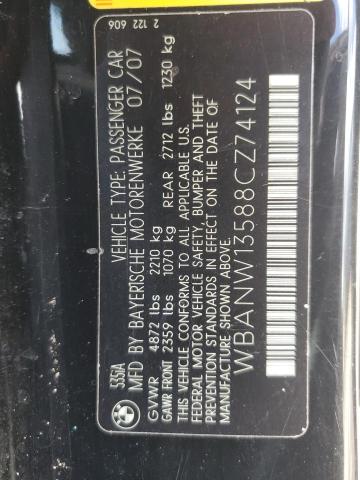 2 122 606
535iA VEHICLE TYPE: PASSENGER CAR
MFD BY BAYERISCHE MOTORENWERKE 07/07
GVWR 4872 lbs 2210 kg
GAWR FRONT 2359 lbs 1070 kg REAR 2712 lbs 1230 kg
THIS VEHICLE CONFORMS TO ALL APPLICABLE U.S.
FEDERAL MOTOR VEHICLE SAFETY, BUMPER AND THEFT
PREVENTION STANDARDS IN EFFECT ON THE DATE OF
MANUFACTURE SHOWN ABOVE.
WBANW13588CZ74124